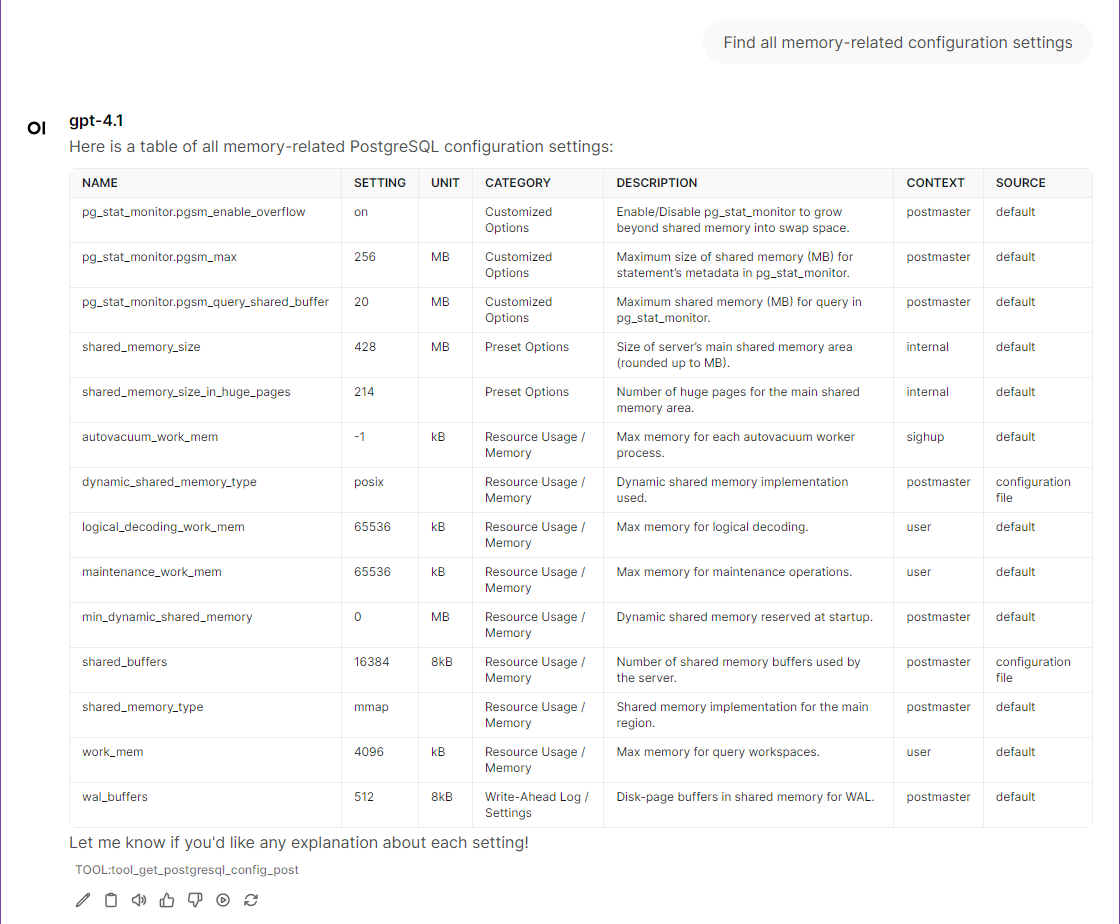 Find all memory-related configuration settings
OI
gpt-4.1
Here is a table of all memory-related PostgreSQL configuration settings:
NAME SETTING UNIT CATEGORY DESCRIPTION CONTEXT SOURCE
pg_stat_monitor.pgsm_enable_overflow on Customized Enable/Disable pg_stat_monitor to grow postmaster default
Options beyond shared memory into swap space.
pg_stat_monitor.pgsm_max 256 MB Customized Maximum size of shared memory (MB) for postmaster default
Options statement's metadata in pg_stat_monitor.
pg_stat_monitor.pgsm_query_shared_buffer 20 MB Customized Maximum shared memory (MB) for query in postmaster default
Options pg_stat_monitor.
shared_memory_size 428 MB Preset Options Size of server's main shared memory area internal default
(rounded up to MB).
shared_memory_size_in_huge_pages 214 Preset Options Number of huge pages for the main shared internal default
memory area.
autovacuum_work_mem -1 kB Resource Usage / Max memory for each autovacuum worker sighup default
Memory process.
dynamic_shared_memory_type posix Resource Usage / Dynamic shared memory implementation postmaster configuration
Memory used. file
logical_decoding_work_mem 65536 kB Resource Usage / Max memory for logical decoding. user default
Memory
maintenance_work_mem 65536 kB Resource Usage / Max memory for maintenance operations. user default
Memory
min_dynamic_shared_memory 0 MB Resource Usage / Dynamic shared memory reserved at startup. postmaster default
Memory
shared_buffers 16384 8kB Resource Usage / Number of shared memory buffers used by postmaster configuration
Memory the server. file
shared_memory_type mmap Resource Usage / Shared memory implementation for the main postmaster default
Memory region.
work_mem 4096 kB Resource Usage / Max memory for query workspaces. user default
Memory
wal_buffers 512 8kB Write-Ahead Log / Disk-page buffers in shared memory for WAL. postmaster default
Settings
Let me know if you'd like any explanation about each setting!
TOOL:tool_get_postgresql_config_post